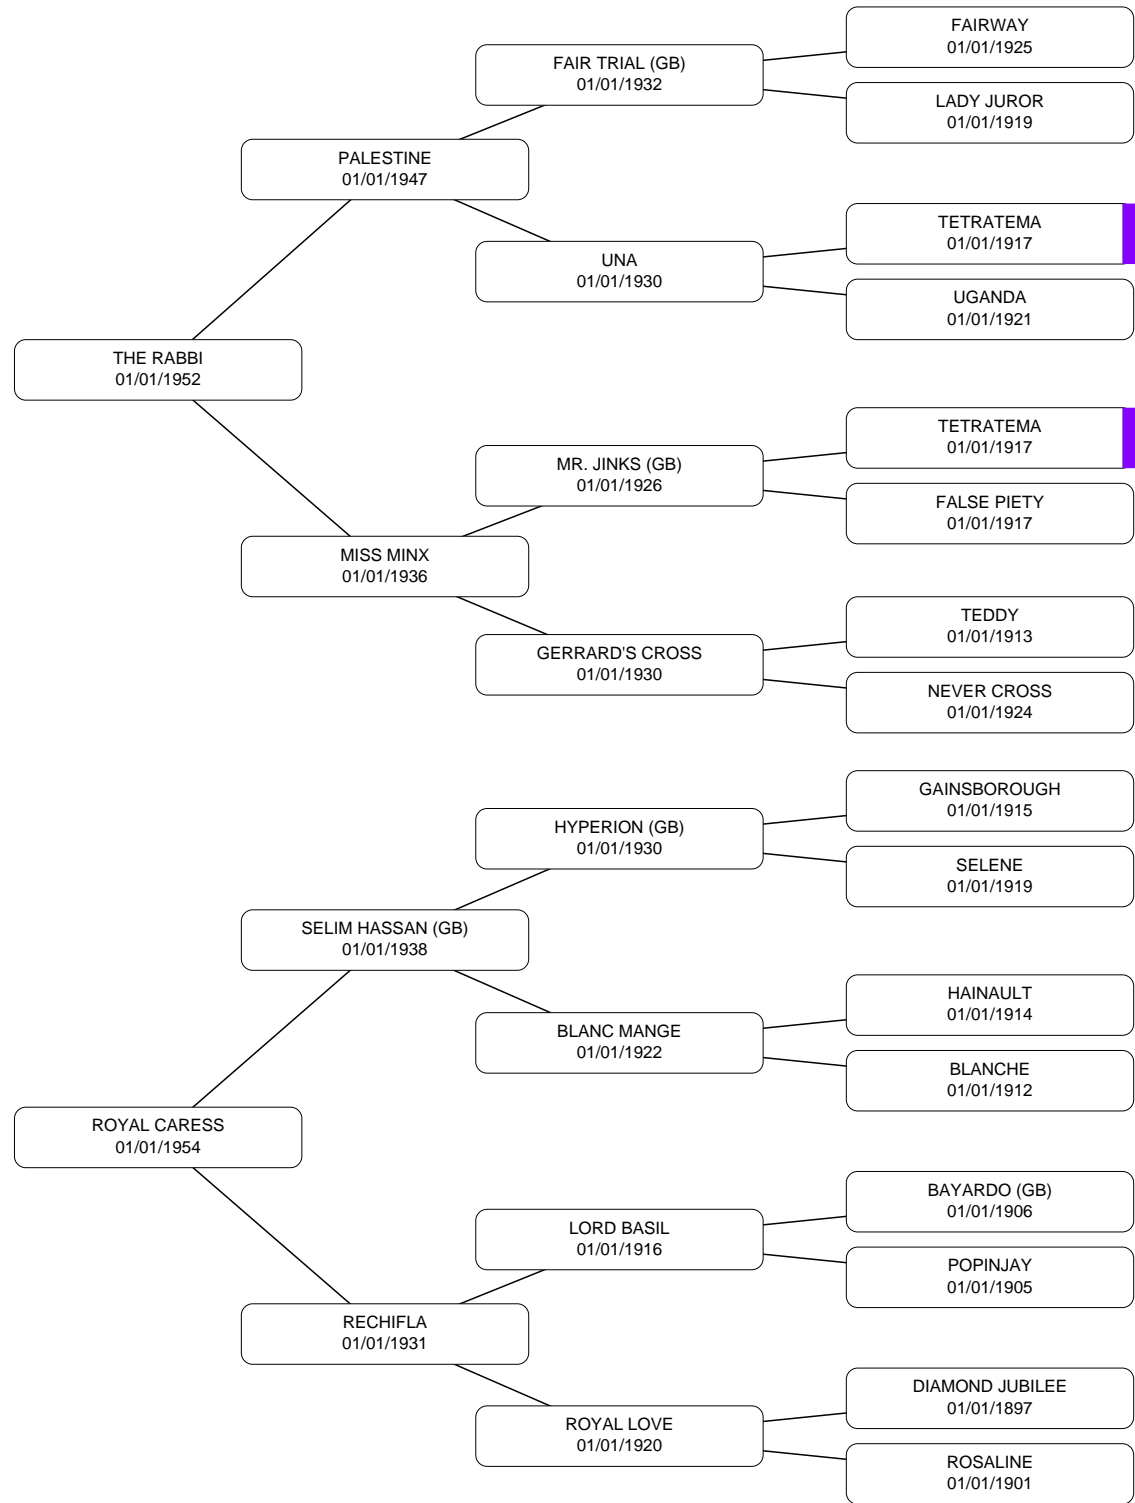 FAIRWAY
01/01/1925
FAIR TRIAL (GB)
01/01/1932
LADY JUROR
01/01/1919
PALESTINE
01/01/1947
TETRATEMA
01/01/1917
UNA
01/01/1930
UGANDA
01/01/1921
THE RABBI
01/01/1952
TETRATEMA
01/01/1917
MR. JINKS (GB)
01/01/1926
FALSE PIETY
01/01/1917
MISS MINX
01/01/1936
TEDDY
01/01/1913
GERRARD'S CROSS
01/01/1930
NEVER CROSS
01/01/1924
GAINSBOROUGH
01/01/1915
HYPERION (GB)
01/01/1930
SELENE
01/01/1919
SELIM HASSAN (GB)
01/01/1938
HAINAULT
01/01/1914
BLANC MANGE
01/01/1922
BLANCHE
01/01/1912
ROYAL CARESS
01/01/1954
BAYARDO (GB)
01/01/1906
LORD BASIL
01/01/1916
POPINJAY
01/01/1905
RECHIFLA
01/01/1931
DIAMOND JUBILEE
01/01/1897
ROYAL LOVE
01/01/1920
ROSALINE
01/01/1901